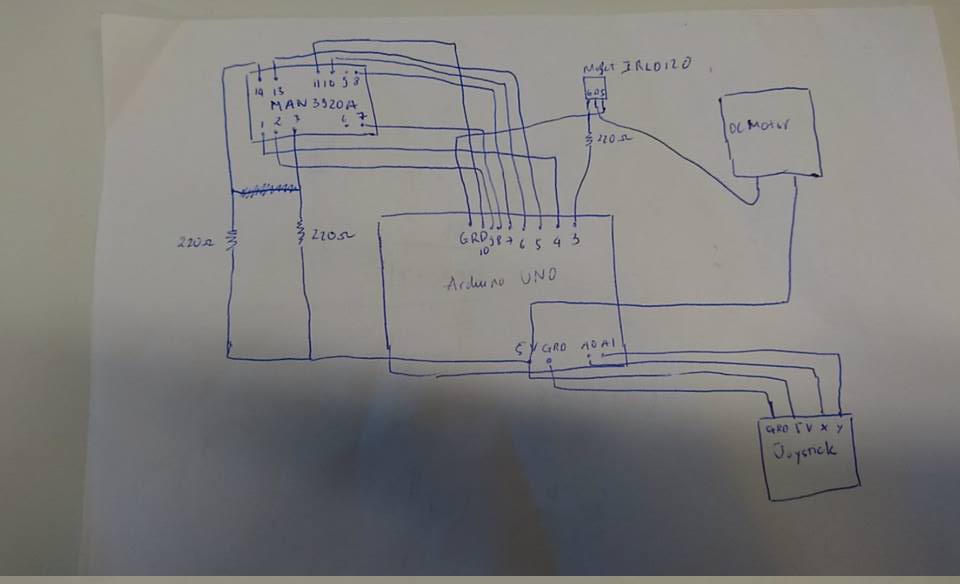 Mosfet IRLD120
14 13 11 10 9 8
MAN 3920A
1 2 3 6 7
G D S
220Ω
DC Motor
220Ω
220Ω
GRD 10 9 8 7 6 5 4 3
Arduino UNO
5V GRD A0 A1
GRD 5V X Y
Joystick